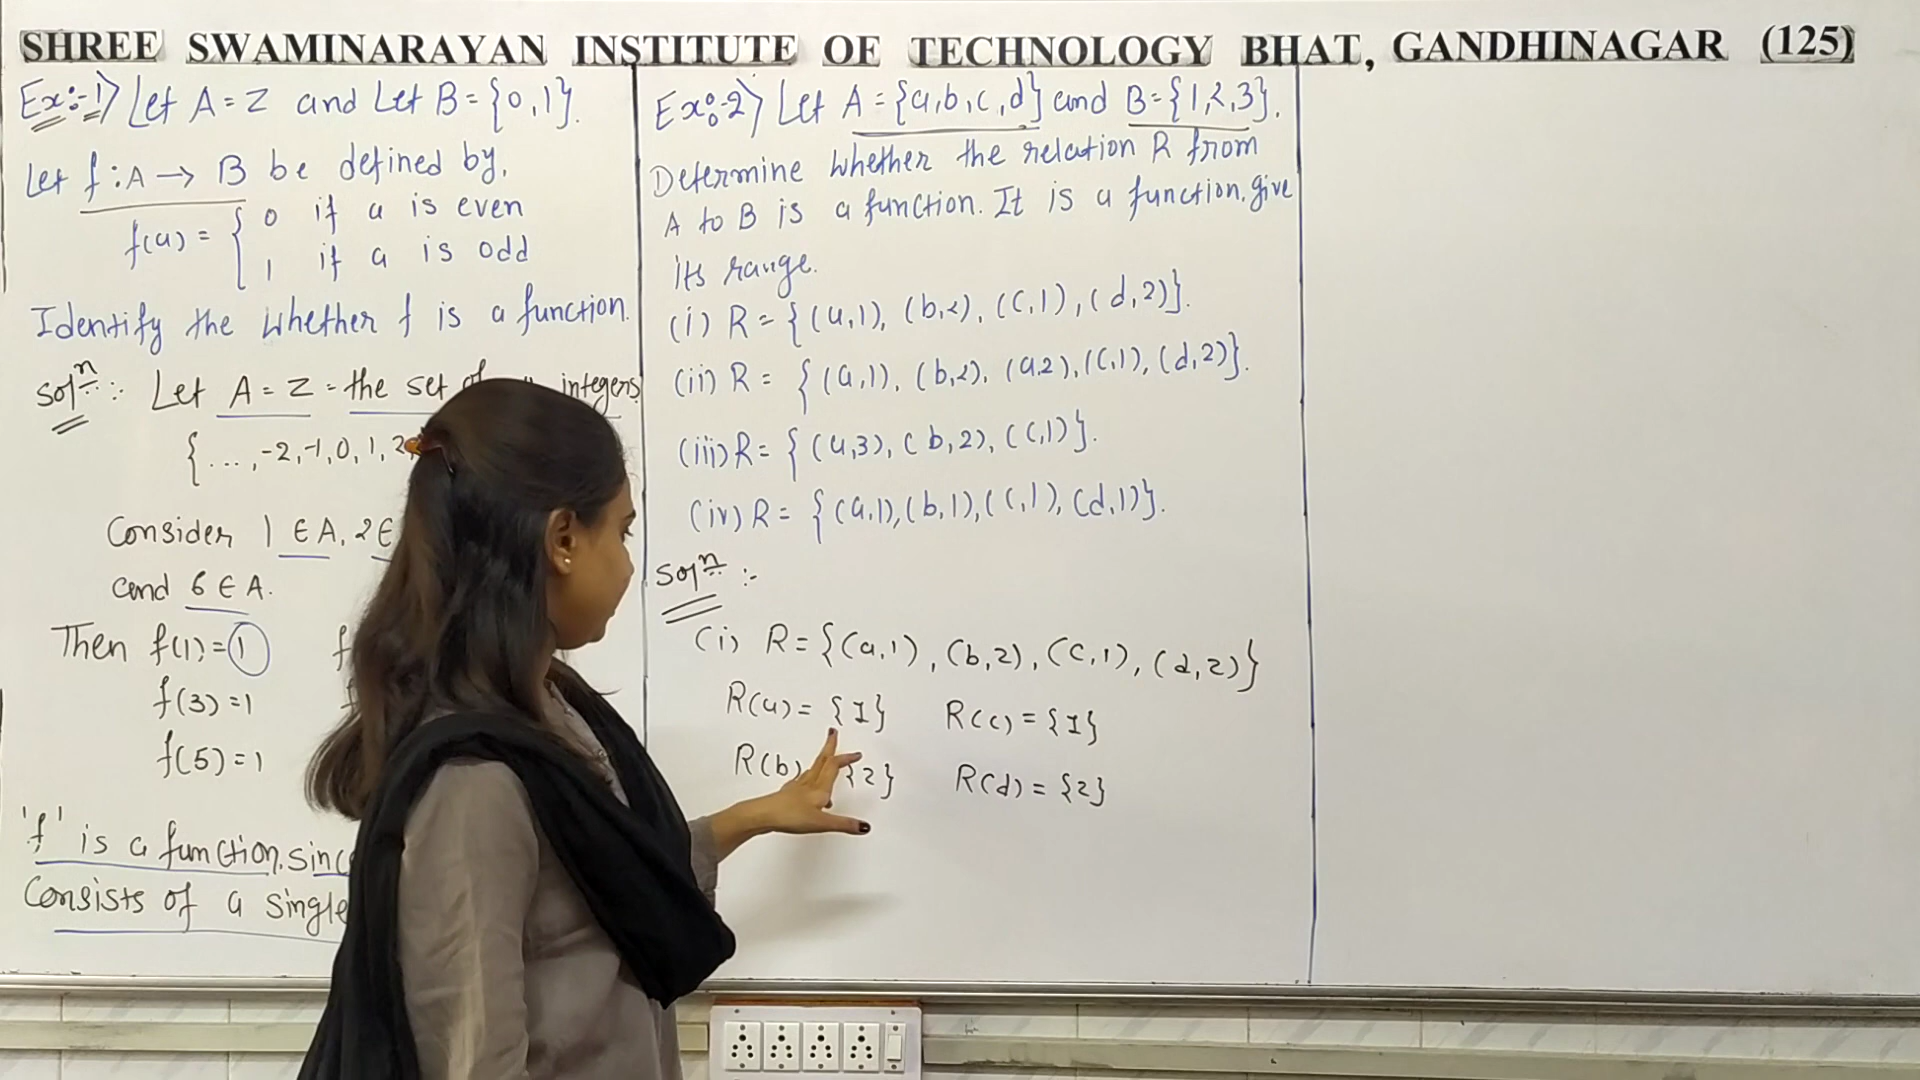 SHREE SWAMINARAYAN INSTITUTE OF TECHNOLOGY BHAT, GANDHINAGAR (125)
Ex:-1) Let A = Z and Let B = {0,1}.
Let f : A → B be defined by,
f(a) = { 0 if a is even
1 if a is odd
Identify the whether f is a function.
Solⁿ :- Let A = Z = the set of integers
{..., -2, -1, 0, 1, 2,
Consider 1 ∈ A, 2 ∈
and 6 ∈ A.
Then f(1) = 1 f
f(3) = 1 f
f(5) = 1
'f' is a function, since
consists of a single
Ex:-2) Let A = {a,b,c,d} and B = {1,2,3}.
Determine whether the relation R from
A to B is a function. It is a function, give
its range.
(i) R = {(a,1), (b,2), (c,1), (d,2)}.
(ii) R = {(a,1), (b,2), (a,2), (c,1), (d,2)}.
(iii) R = {(a,3), (b,2), (c,1)}.
(iv) R = {(a,1), (b,1), (c,1), (d,1)}.
Solⁿ :-
(i) R = {(a,1), (b,2), (c,1), (d,2)}
R(a) = {1} R(c) = {1}
R(b) {2} R(d) = {2}